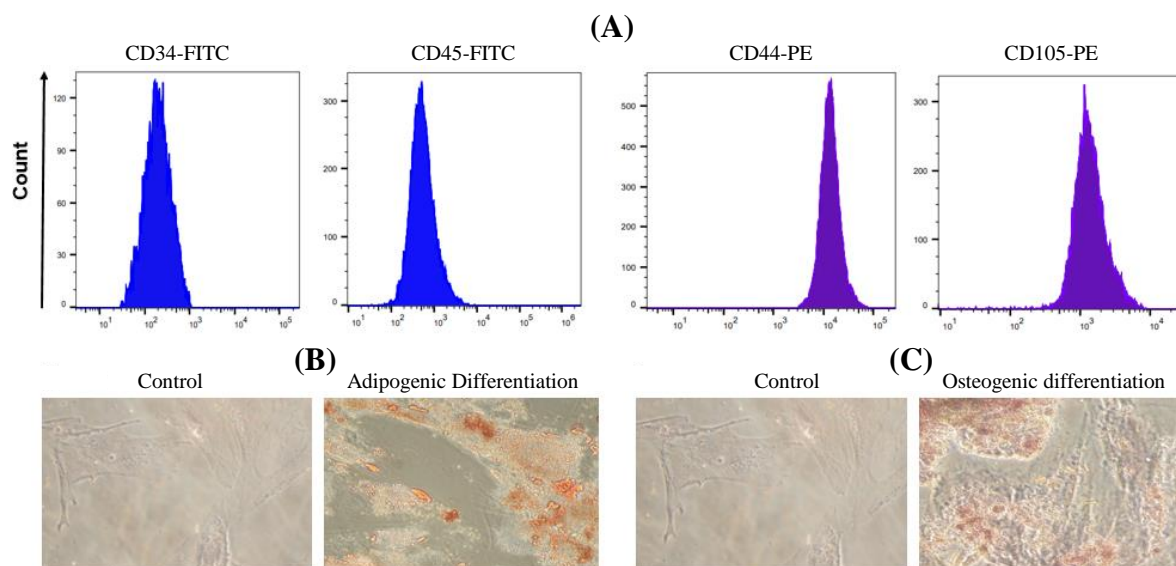 (A)
CD34-FITC CD45-FITC CD44-PE CD105-PE
Count
120
90
60
30
0
10¹ 10² 10³ 10⁴ 10⁵
300
200
100
0
10¹ 10² 10³ 10⁴ 10⁵ 10⁶
500
400
300
200
100
0
10¹ 10² 10³ 10⁴ 10⁵
300
200
100
0
10¹ 10² 10³ 10⁴
(B) (C)
Control Adipogenic Differentiation Control Osteogenic differentiation